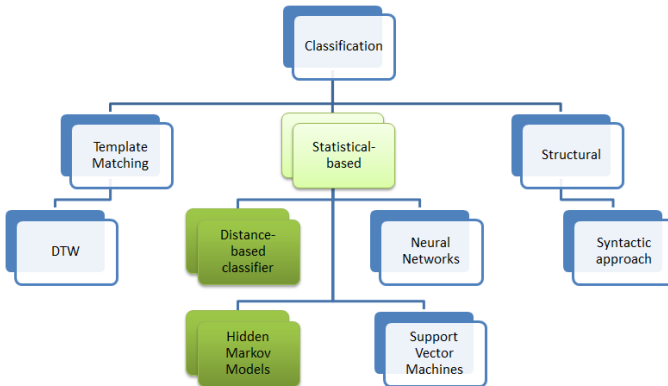 Classification
Template
Matching
Statistical-
based
Structural
DTW
Distance-
based
classifier
Neural
Networks
Syntactic
approach
Hidden
Markov
Models
Support
Vector
Machines